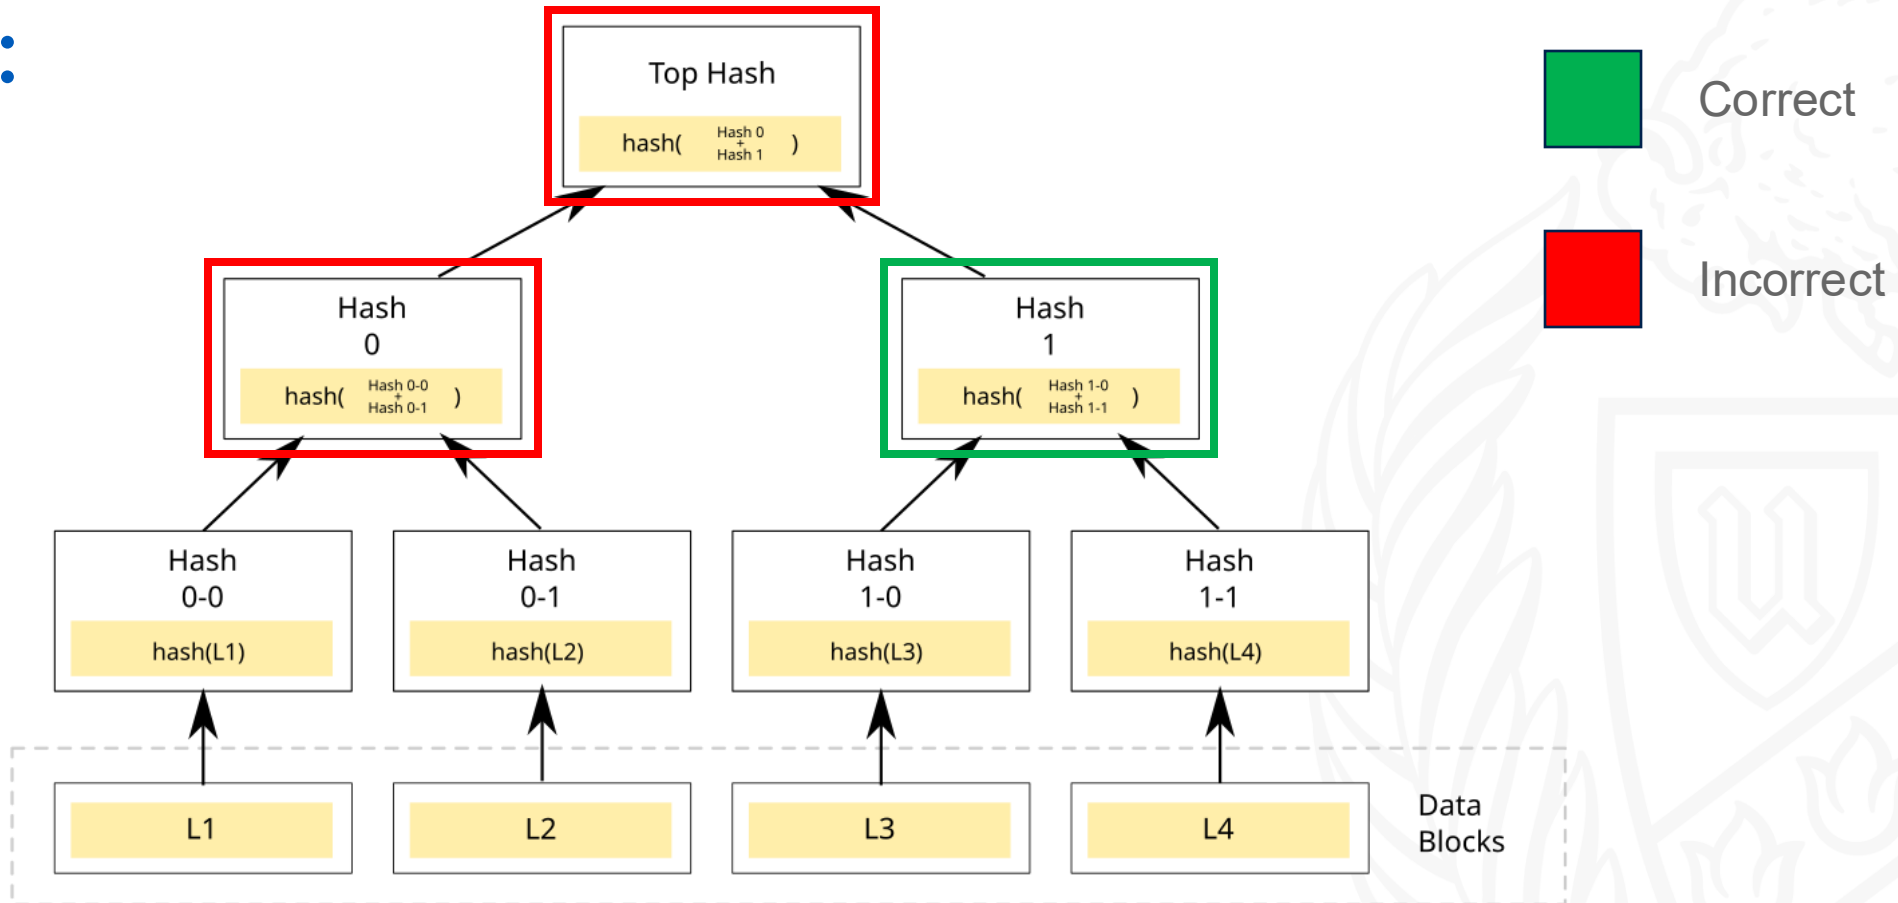 Top Hash
hash( Hash 0 + Hash 1 )
Correct
Incorrect
Hash
0
hash( Hash 0-0 + Hash 0-1 )
Hash
1
hash( Hash 1-0 + Hash 1-1 )
Hash
0-0
hash(L1)
Hash
0-1
hash(L2)
Hash
1-0
hash(L3)
Hash
1-1
hash(L4)
L1
L2
L3
L4
Data
Blocks